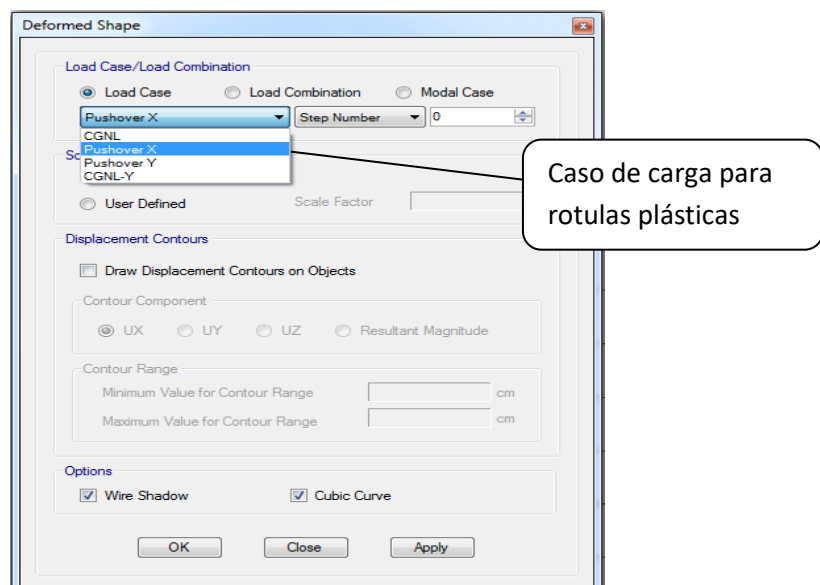 Deformed Shape
Load Case/Load Combination
Load Case Load Combination Modal Case
Pushover X Step Number 0
CGNL
Pushover X
Pushover Y
CGNL-Y
User Defined Scale Factor
Caso de carga para
rotulas plásticas
Displacement Contours
Draw Displacement Contours on Objects
Contour Component
UX UY UZ Resultant Magnitude
Contour Range
Minimum Value for Contour Range cm
Maximum Value for Contour Range cm
Options
Wire Shadow Cubic Curve
OK Close Apply